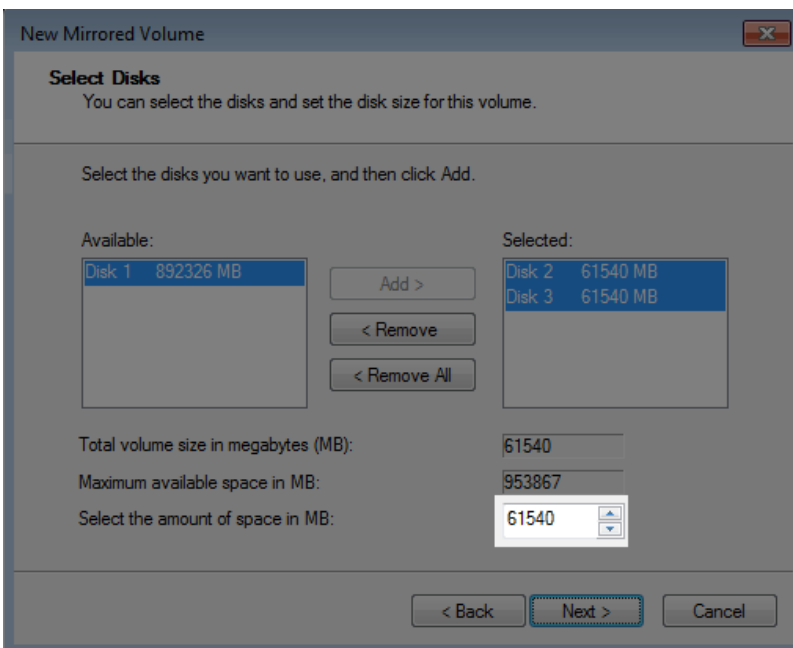 New Mirrored Volume
Select Disks
You can select the disks and set the disk size for this volume.
Select the disks you want to use, and then click Add.
Available:
Selected:
Disk 1 892326 MB
Disk 2 61540 MB
Disk 3 61540 MB
Add >
< Remove
< Remove All
Total volume size in megabytes (MB): 61540
Maximum available space in MB: 953867
Select the amount of space in MB: 61540
< Back
Next >
Cancel